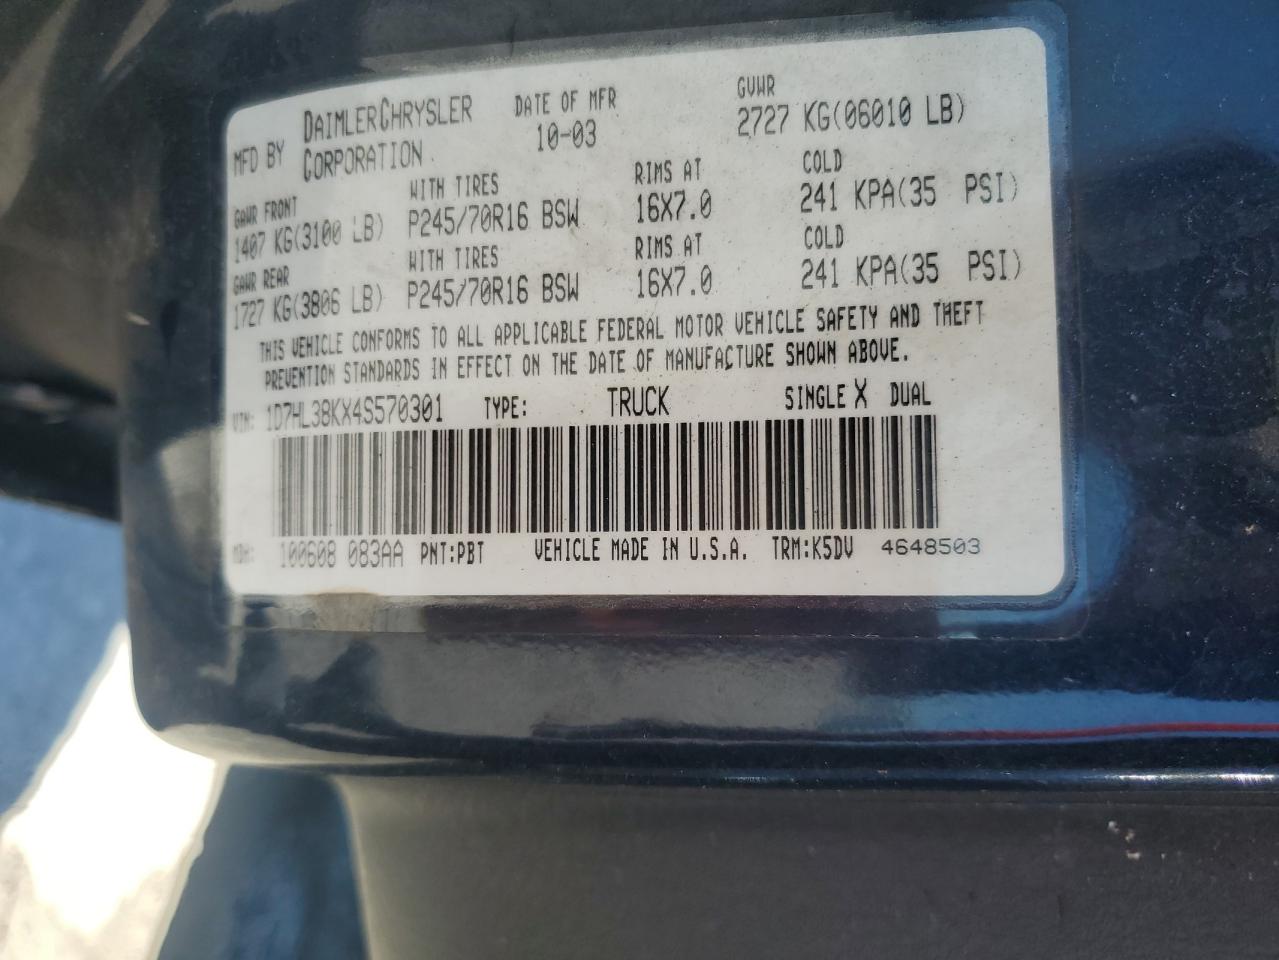 MFD BY DAIMLERCHRYSLER CORPORATION
DATE OF MFR 10-03
GVWR 2727 KG(06010 LB)
GAWR FRONT WITH TIRES RIMS AT COLD
1407 KG(3100 LB) P245/70R16 BSW 16X7.0 241 KPA(35 PSI)
GAWR REAR WITH TIRES RIMS AT COLD
1727 KG(3806 LB) P245/70R16 BSW 16X7.0 241 KPA(35 PSI)
THIS VEHICLE CONFORMS TO ALL APPLICABLE FEDERAL MOTOR VEHICLE SAFETY AND THEFT
PREVENTION STANDARDS IN EFFECT ON THE DATE OF MANUFACTURE SHOWN ABOVE.
VIN: 1D7HL38KX4S570301 TYPE: TRUCK SINGLE X DUAL
MDH: 100608 083AA PNT:PBT VEHICLE MADE IN U.S.A. TRM:K5DV 4648503